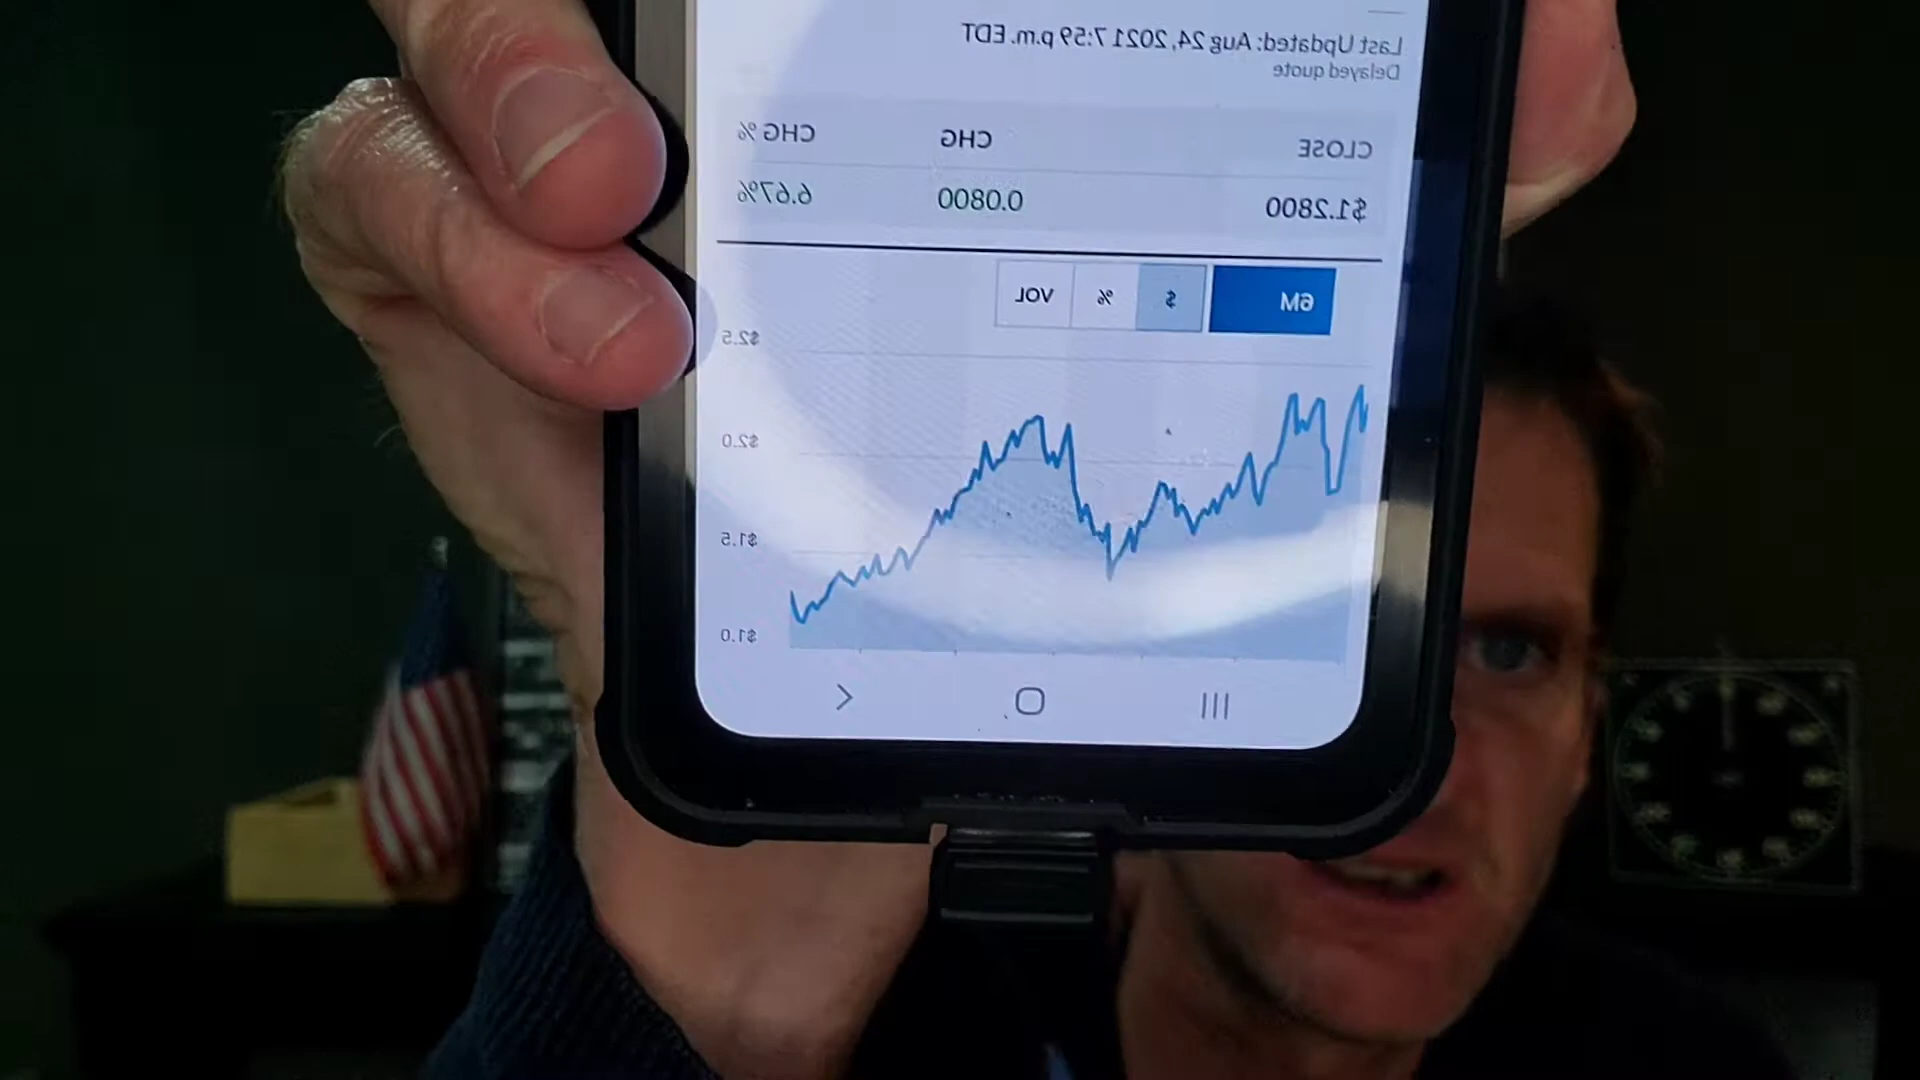 Last Updated: Aug 24, 2021 7:59 p.m. EDT
Delayed quote
CLOSE CHG CHG %
$1.2800 0.0800 6.67%
6M $ % VOL
$2.5
$2.0
$1.5
$1.0